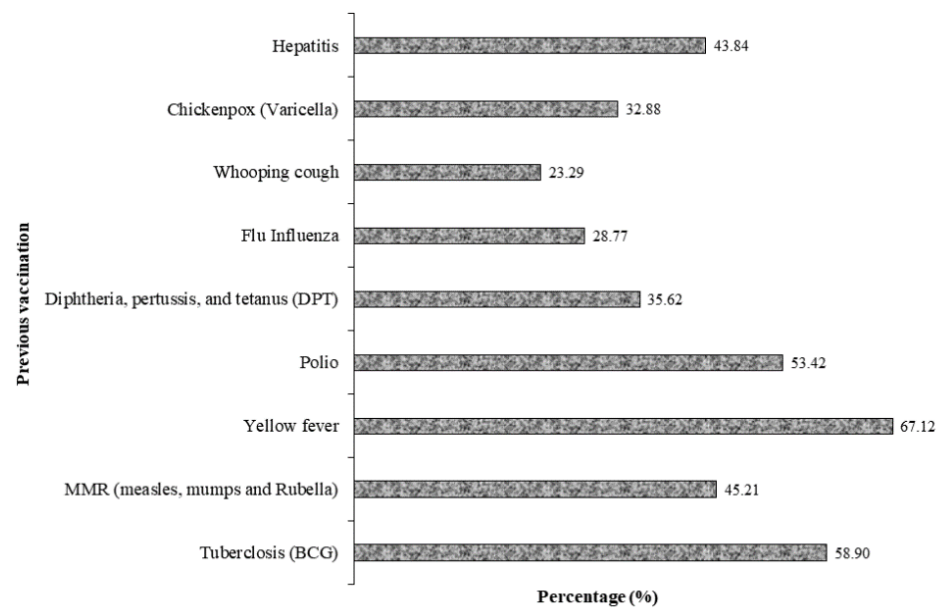 Previous vaccination
Hepatitis 43.84
Chickenpox (Varicella) 32.88
Whooping cough 23.29
Flu Influenza 28.77
Diphtheria, pertussis, and tetanus (DPT) 35.62
Polio 53.42
Yellow fever 67.12
MMR (measles, mumps and Rubella) 45.21
Tuberclosis (BCG) 58.90
Percentage (%)